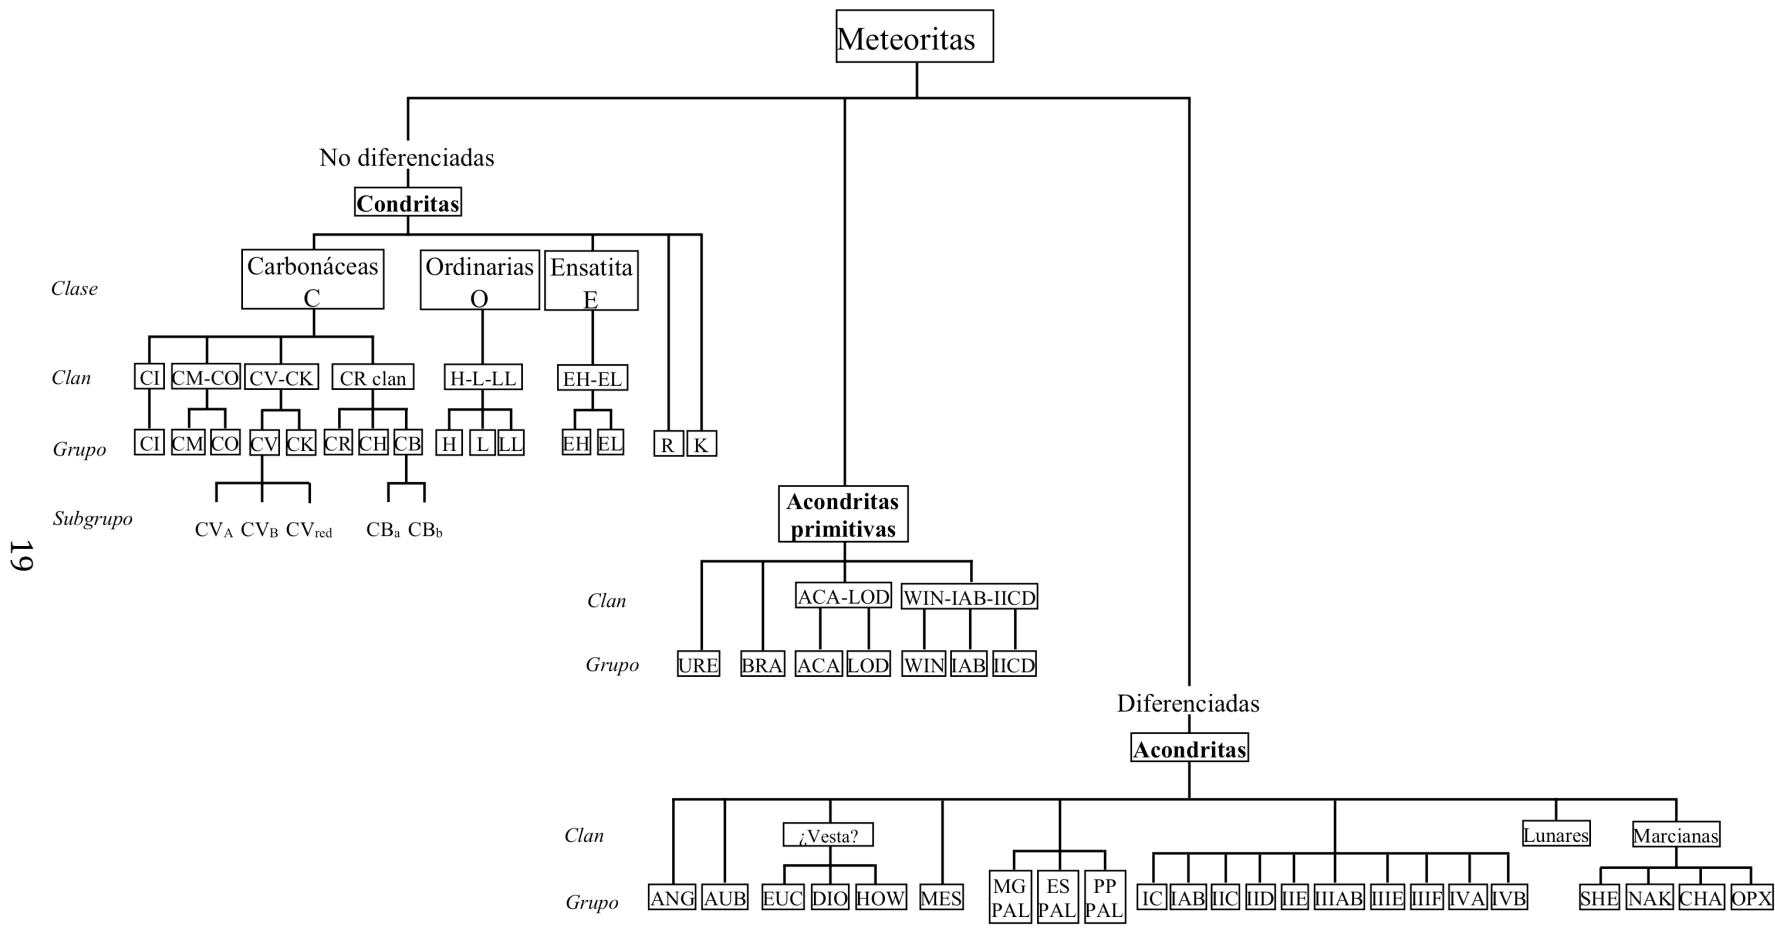 Meteoritas
No diferenciadas
Condritas
Clase
Carbonáceas
C
Ordinarias
O
Ensatita
E
Clan
CI
CM-CO
CV-CK
CR clan
H-L-LL
EH-EL
Grupo
CI
CM
CO
CV
CK
CR
CH
CB
H
L
LL
EH
EL
R
K
Subgrupo
CVA
CVB
CVred
CBa
CBb
19
Acondritas
primitivas
Clan
ACA-LOD
WIN-IAB-IICD
Grupo
URE
BRA
ACA
LOD
WIN
IAB
IICD
Diferenciadas
Acondritas
Clan
¿Vesta?
Lunares
Marcianas
Grupo
ANG
AUB
EUC
DIO
HOW
MES
MG
PAL
ES
PAL
PP
PAL
IC
IAB
IIC
IID
IIE
IIIAB
IIIE
IIIF
IVA
IVB
SHE
NAK
CHA
OPX